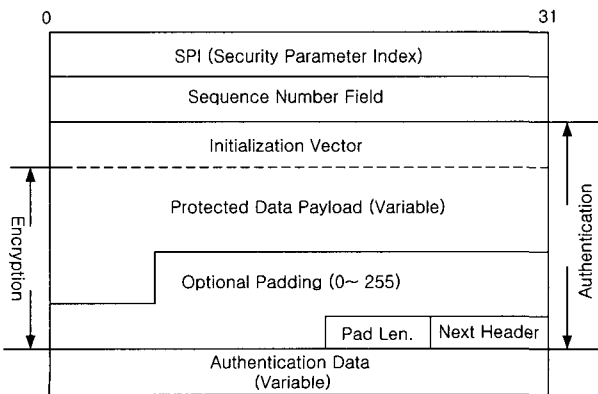 0 31
SPI (Security Parameter Index)
Sequence Number Field
Initialization Vector
Protected Data Payload (Variable)
Encryption
Authentication
Optional Padding (0~ 255)
Pad Len. Next Header
Authentication Data
(Variable)